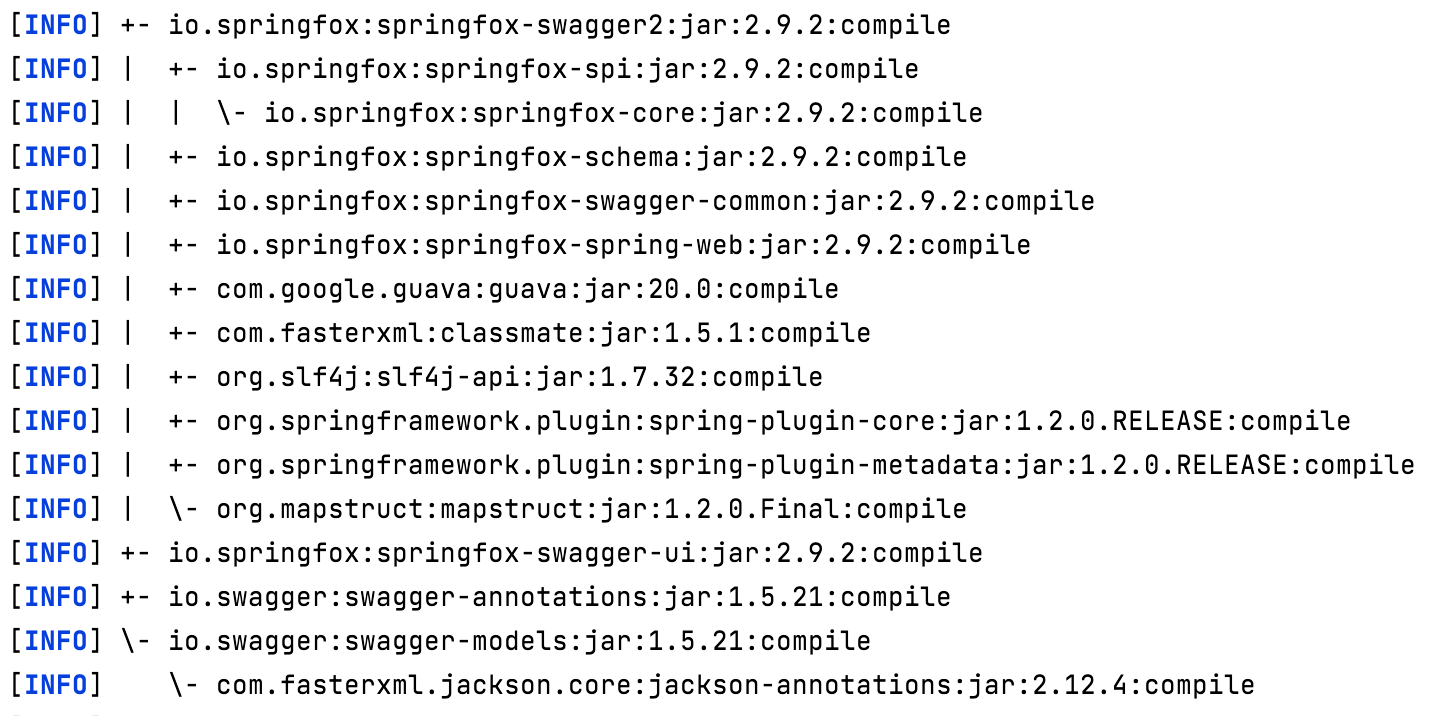 [INFO] +- io.springfox:springfox-swagger2:jar:2.9.2:compile
[INFO] |  +- io.springfox:springfox-spi:jar:2.9.2:compile
[INFO] |  |  \- io.springfox:springfox-core:jar:2.9.2:compile
[INFO] |  +- io.springfox:springfox-schema:jar:2.9.2:compile
[INFO] |  +- io.springfox:springfox-swagger-common:jar:2.9.2:compile
[INFO] |  +- io.springfox:springfox-spring-web:jar:2.9.2:compile
[INFO] |  +- com.google.guava:guava:jar:20.0:compile
[INFO] |  +- com.fasterxml:classmate:jar:1.5.1:compile
[INFO] |  +- org.slf4j:slf4j-api:jar:1.7.32:compile
[INFO] |  +- org.springframework.plugin:spring-plugin-core:jar:1.2.0.RELEASE:compile
[INFO] |  +- org.springframework.plugin:spring-plugin-metadata:jar:1.2.0.RELEASE:compile
[INFO] |  \- org.mapstruct:mapstruct:jar:1.2.0.Final:compile
[INFO] +- io.springfox:springfox-swagger-ui:jar:2.9.2:compile
[INFO] +- io.swagger:swagger-annotations:jar:1.5.21:compile
[INFO] \- io.swagger:swagger-models:jar:1.5.21:compile
[INFO]    \- com.fasterxml.jackson.core:jackson-annotations:jar:2.12.4:compile